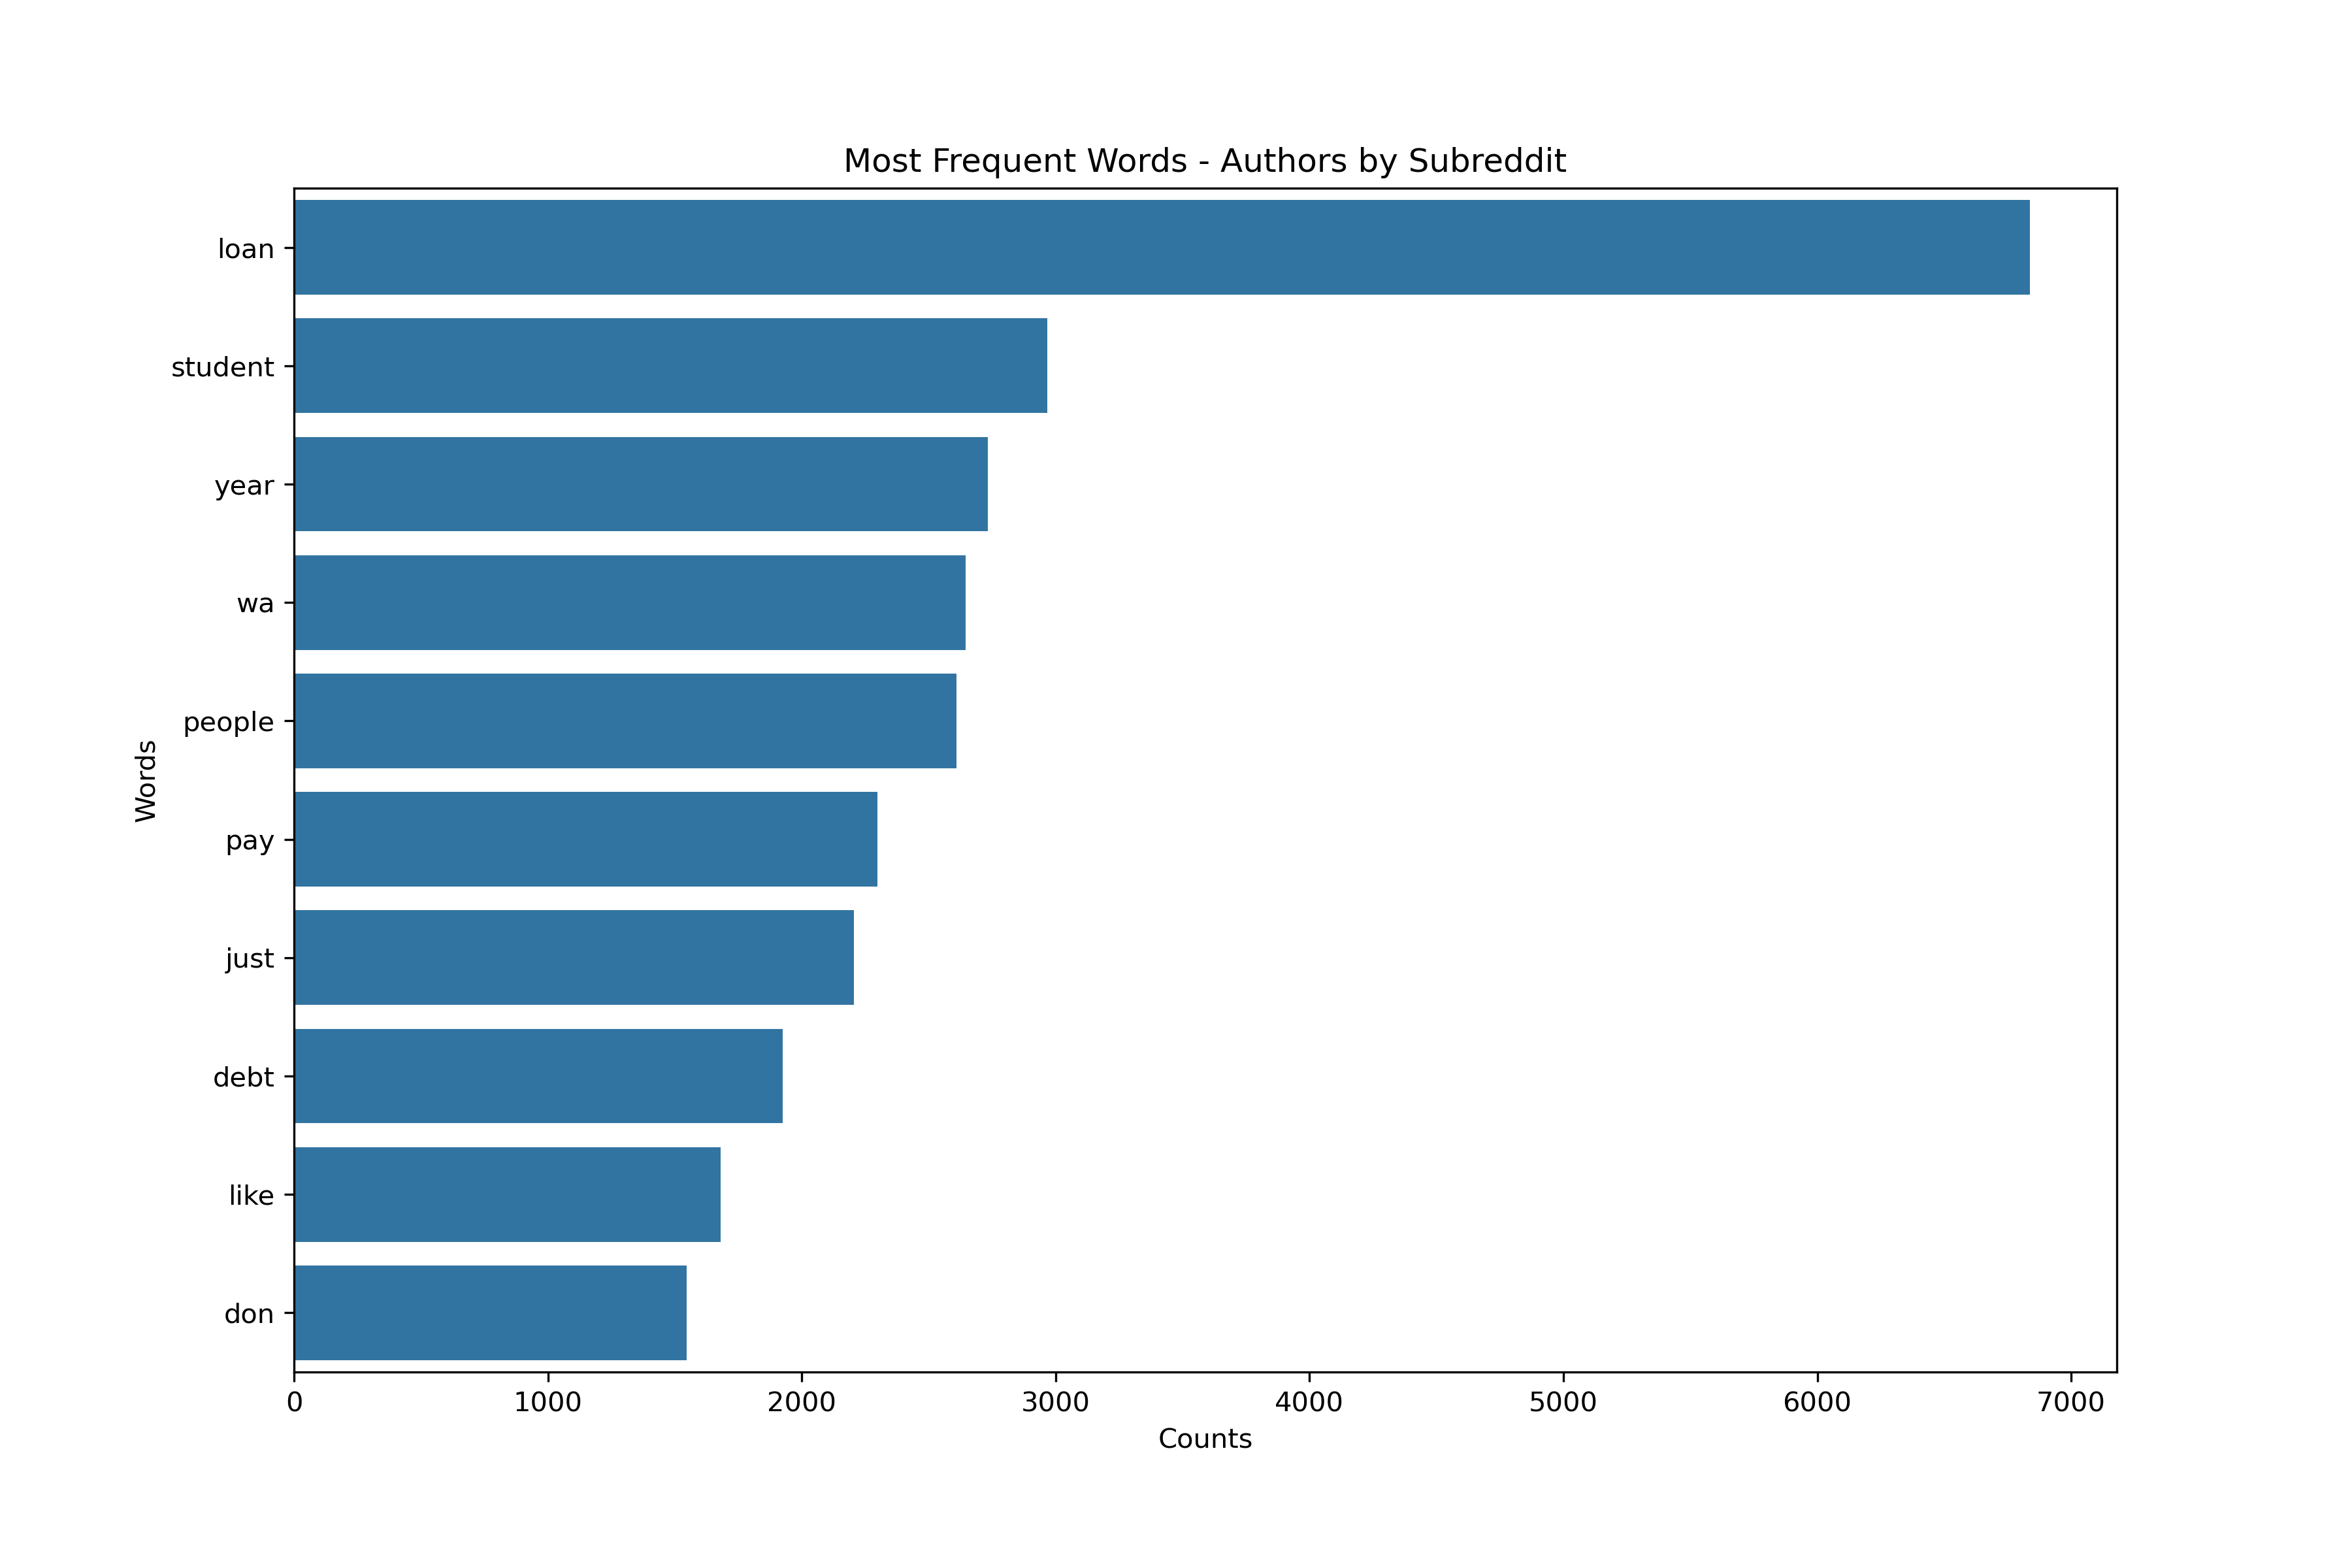 Most Frequent Words - Authors by Subreddit
loan
student
year
wa
people
pay
just
debt
like
don
Words
0 1000 2000 3000 4000 5000 6000 7000
Counts